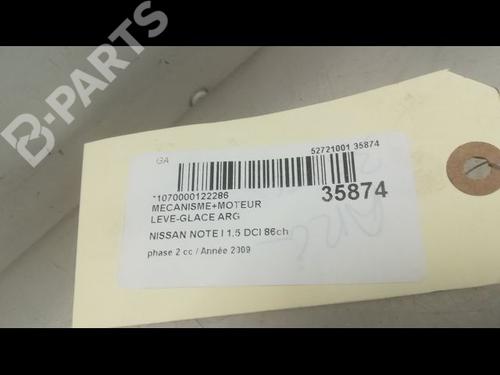 B-PARTS
GA
52721001 35874
*1070000122286
35874
MECANISME+MOTEUR
LEVE-GLACE ARG
NISSAN NOTE I 1.5 DCI 86ch
phase 2 cc / Année 2009